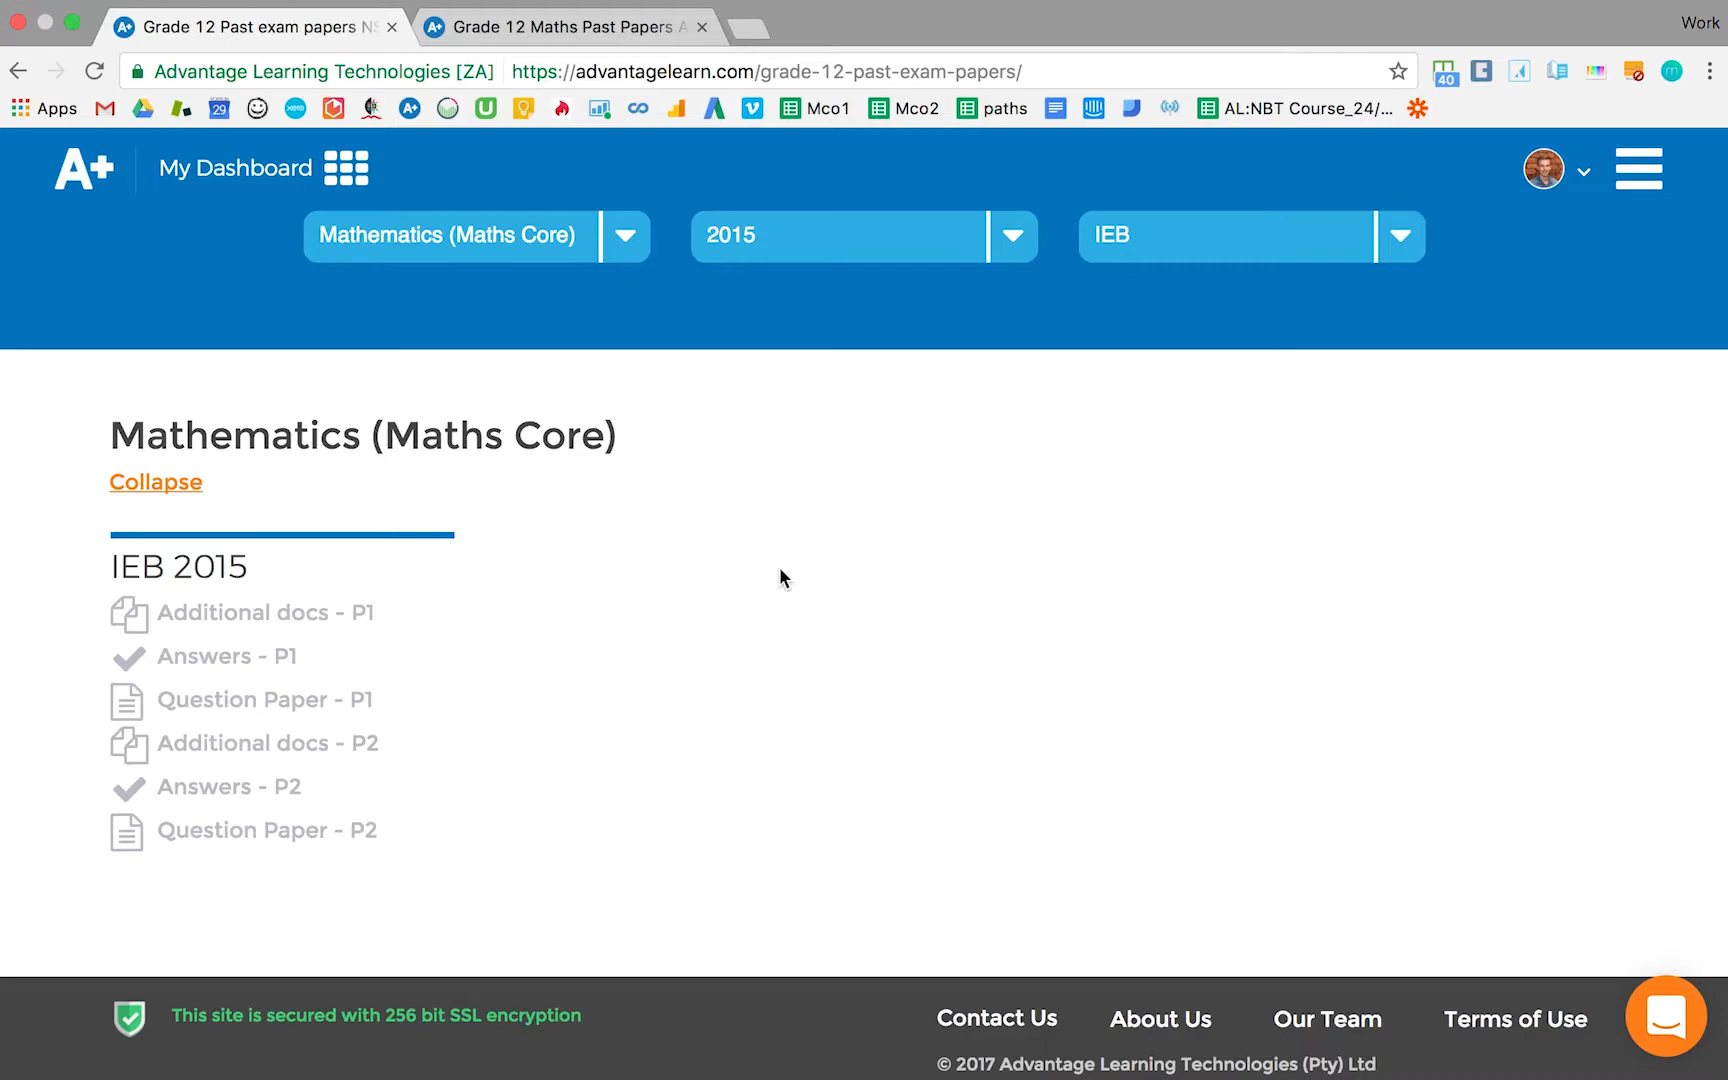 Grade 12 Past exam papers NS
Grade 12 Maths Past Papers A
Work
Advantage Learning Technologies [ZA]
https://advantagelearn.com/grade-12-past-exam-papers/
40
Apps
29
xero
A+
U
Mco1
Mco2
paths
AL:NBT Course_24/...
m
A+
My Dashboard
Mathematics (Maths Core)
2015
IEB
Mathematics (Maths Core)
Collapse
IEB 2015
Additional docs - P1
Answers - P1
Question Paper - P1
Additional docs - P2
Answers - P2
Question Paper - P2
This site is secured with 256 bit SSL encryption
Contact Us
About Us
Our Team
Terms of Use
© 2017 Advantage Learning Technologies (Pty) Ltd